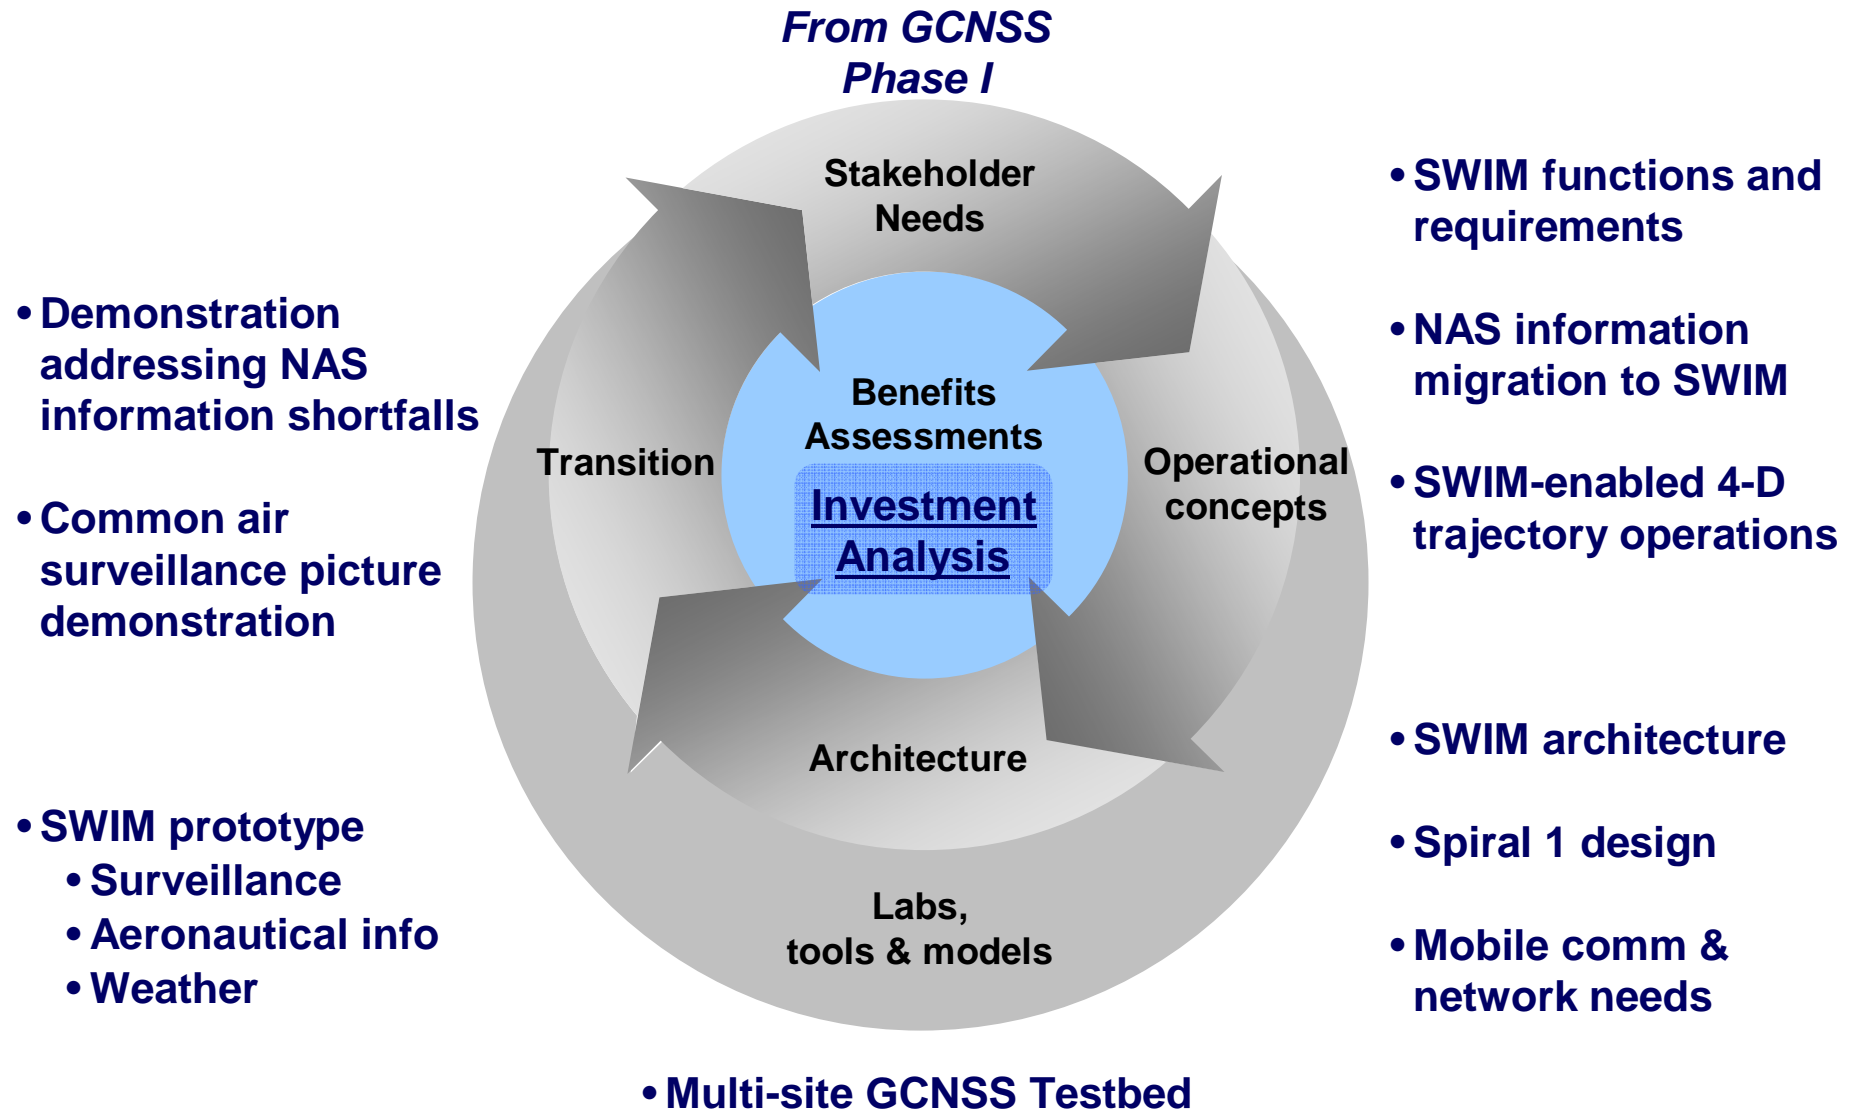 From GCNSS
Phase I
Stakeholder
Needs
• SWIM functions and
requirements
• NAS information
migration to SWIM
• SWIM-enabled 4-D
trajectory operations
• Demonstration
addressing NAS
information shortfalls
• Common air
surveillance picture
demonstration
Transition
Benefits
Assessments
Investment
Analysis
Operational
concepts
Architecture
• SWIM architecture
• Spiral 1 design
• Mobile comm &
network needs
• SWIM prototype
• Surveillance
• Aeronautical info
• Weather
Labs,
tools & models
• Multi-site GCNSS Testbed